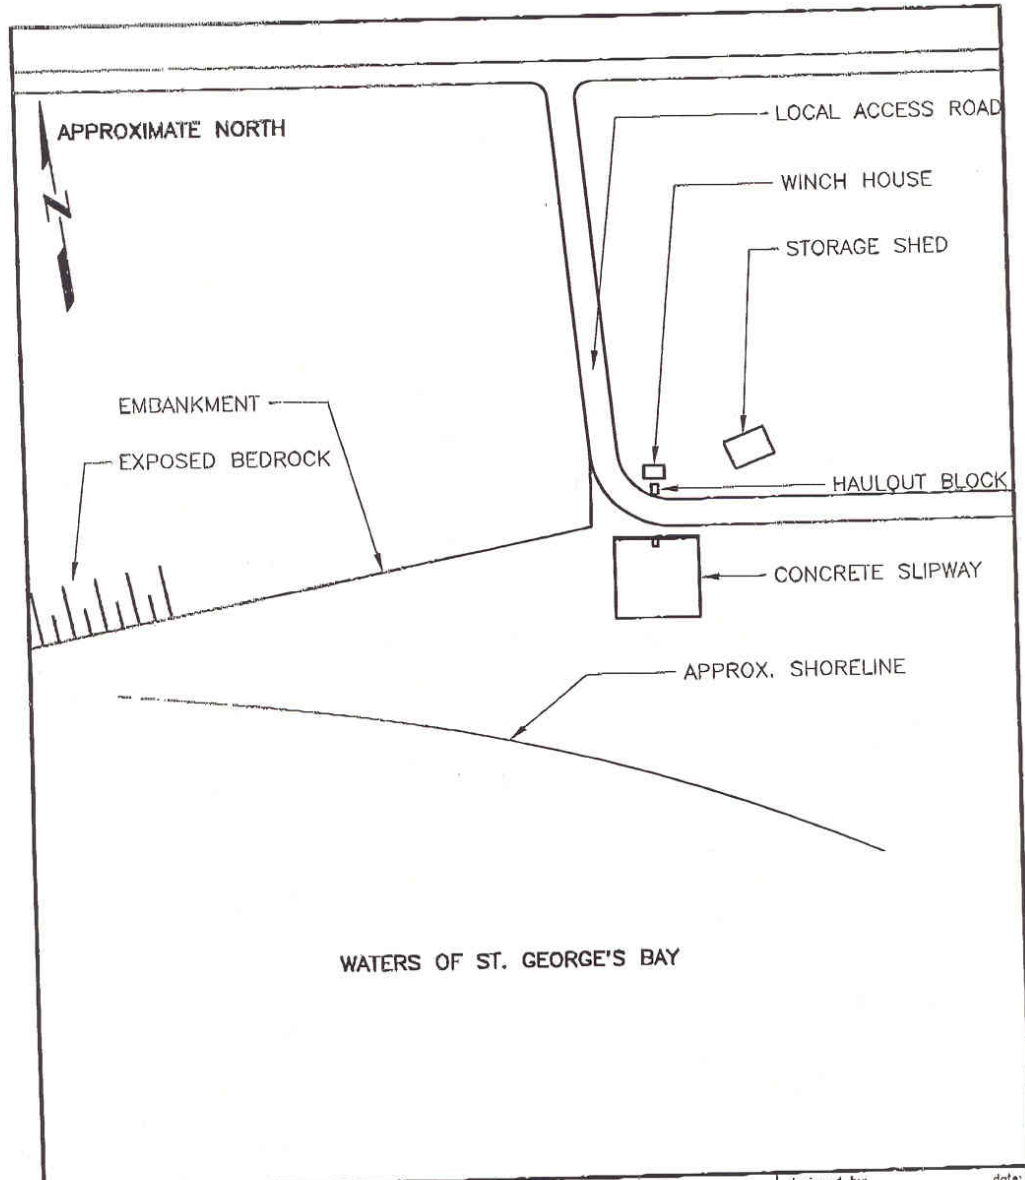 LOCAL ACCESS ROAD
APPROXIMATE NORTH
WINCH HOUSE
N
STORAGE SHED
EMBANKMENT
EXPOSED BEDROCK
HAULOUT BLOCK
CONCRETE SLIPWAY
APPROX. SHORELINE
WATERS OF ST. GEORGE'S BAY
date: